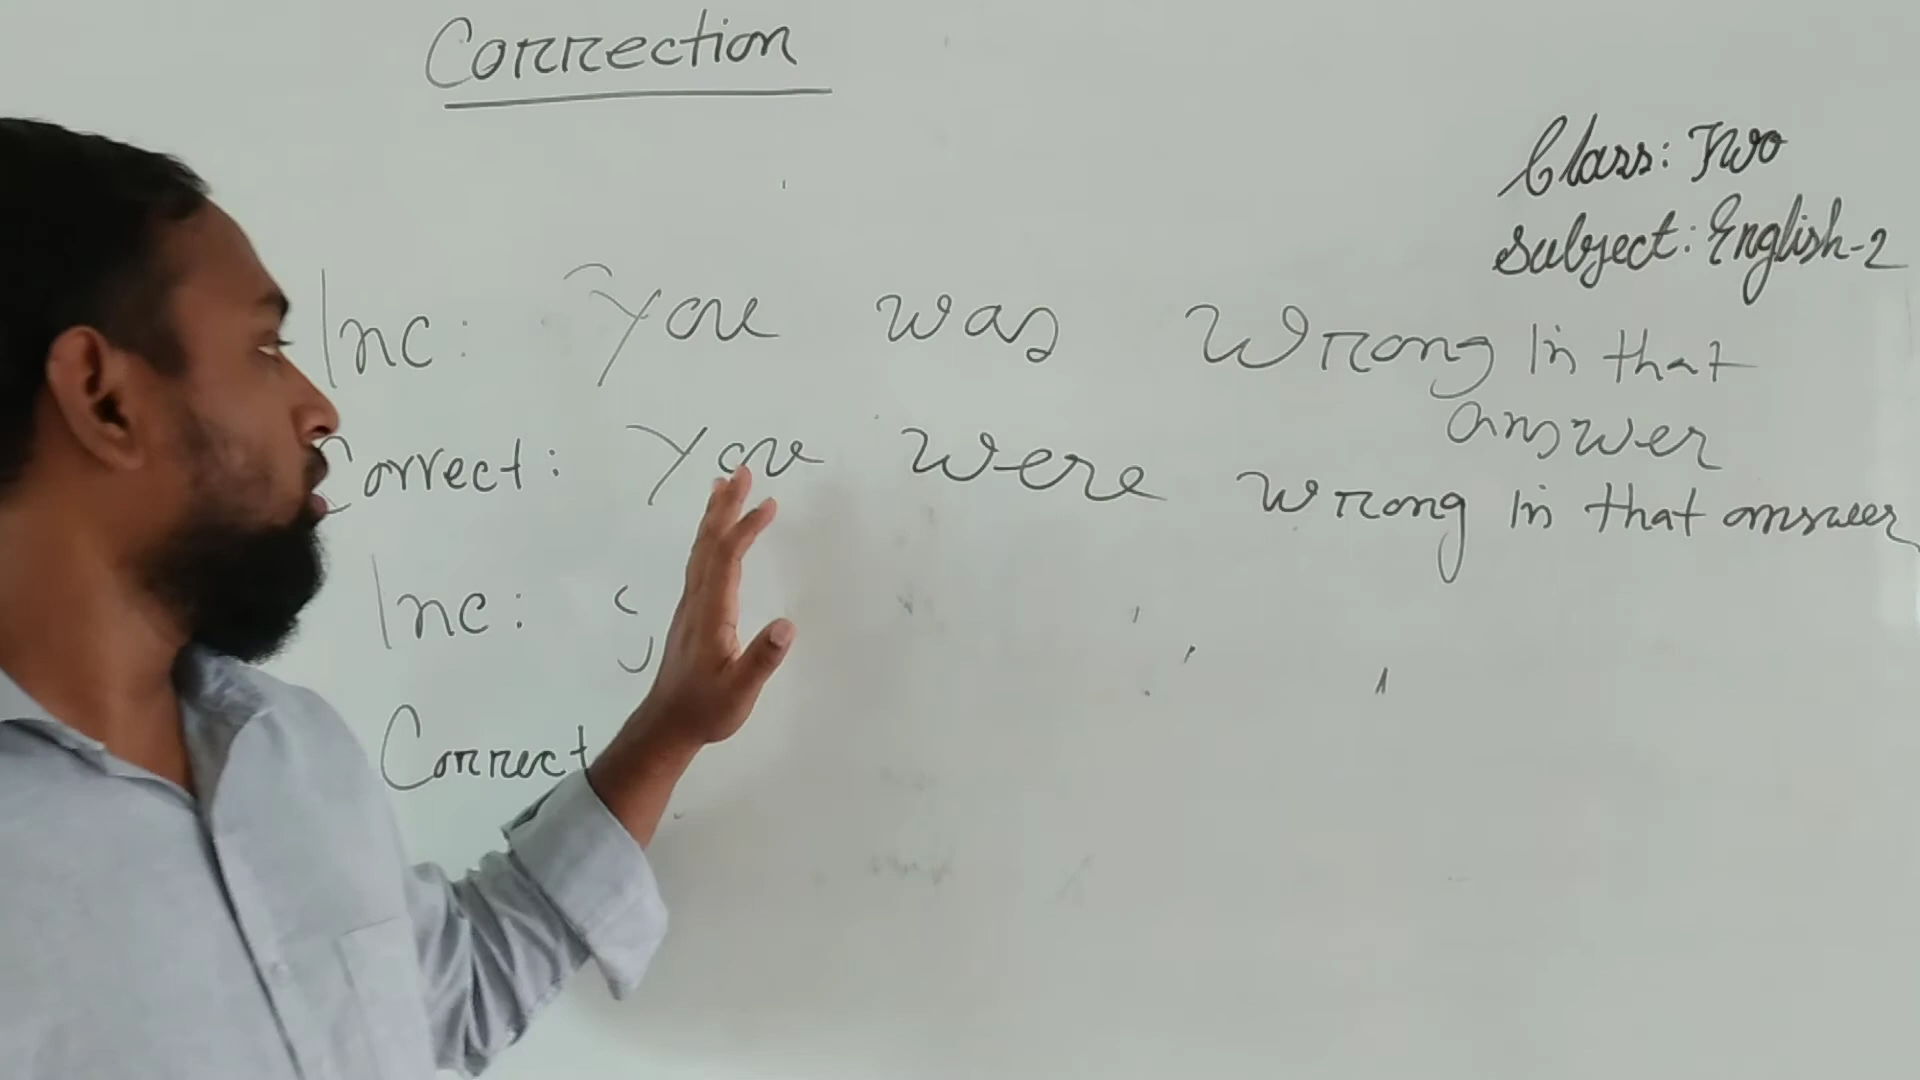 Correction
Class: Two
Subject: English-2
Inc: You was Wrong in that
answer
Correct: You were wrong in that answer
Inc:
Correct